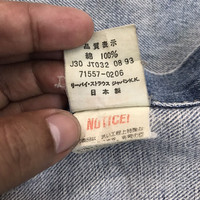 品質表示
綿 100%
J30 JT032 08 93
71557-0206
リーバイ・ストラウス ジャパンK.K.
日本製
NOTICE!